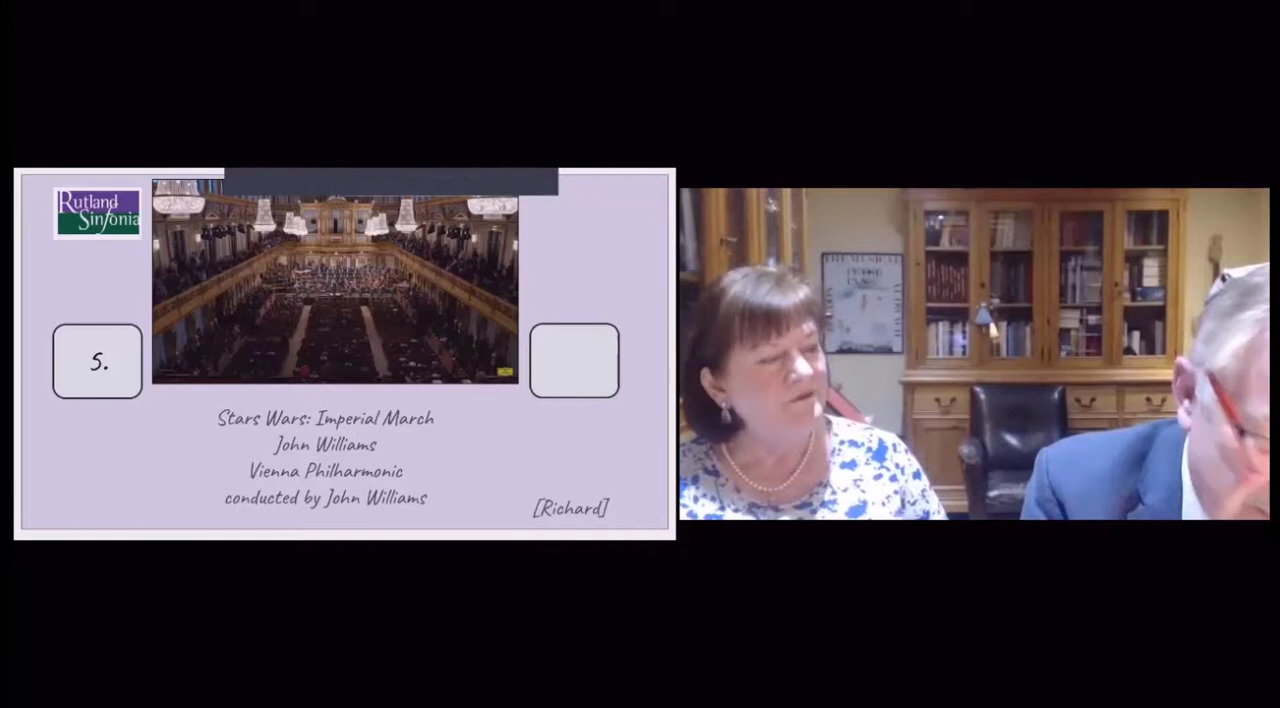 Rutland
Sinfonia
5.
Stars Wars: Imperial March
John Williams
Vienna Philharmonic
conducted by John Williams
[Richard]